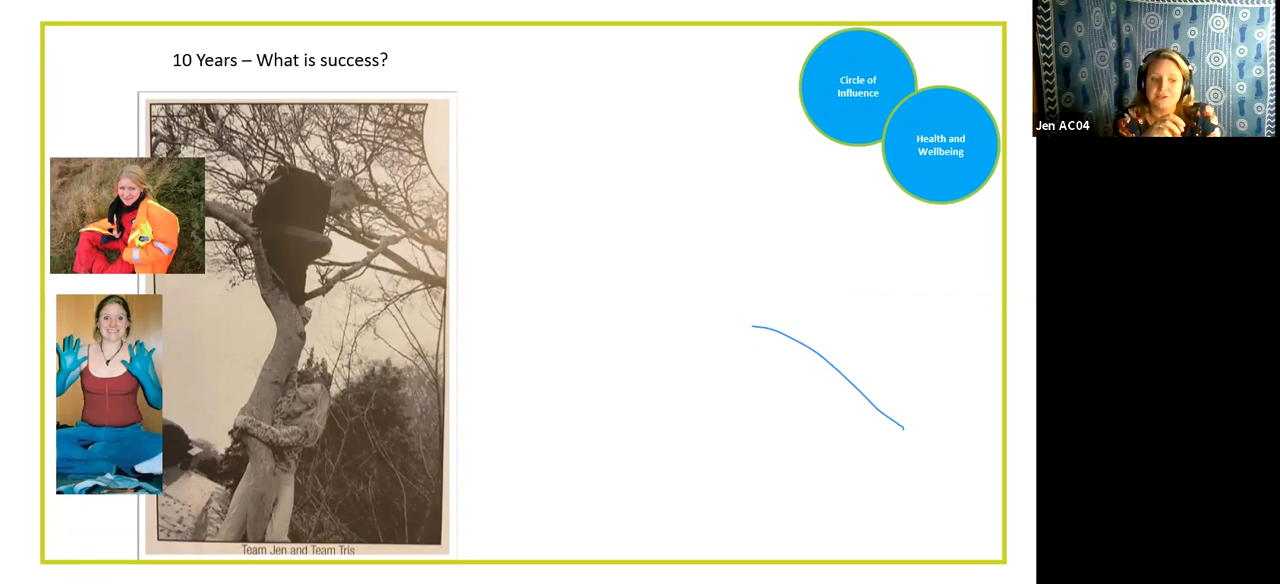 10 Years – What is success?
Circle of
Influence
Health and
Wellbeing
Jen AC04
Team Jen and Team Tris